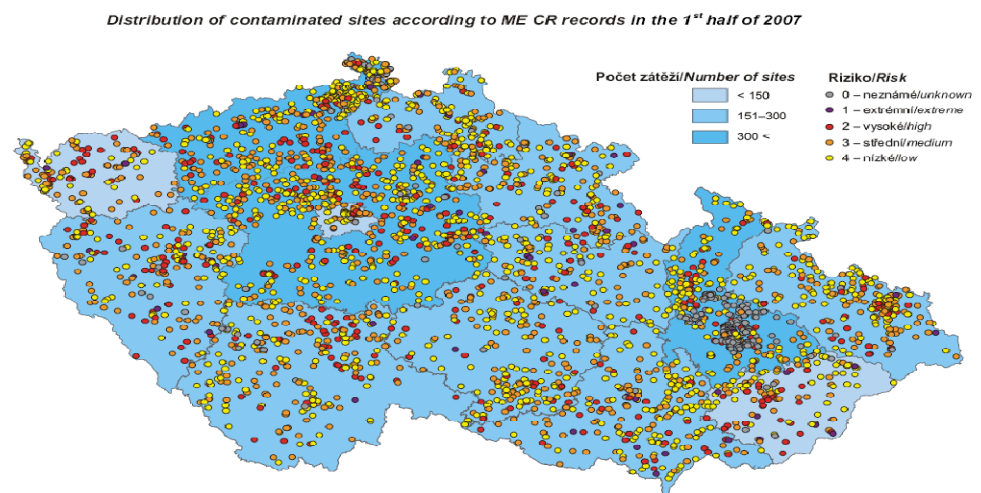 Distribution of contaminated sites according to ME CR records in the 1st half of 2007
Počet zátěží/Number of sites
< 150
151–300
300 <
Riziko/Risk
0 – neznámé/unknown
1 – extrémní/extreme
2 – vysoké/high
3 – střední/medium
4 – nízké/low